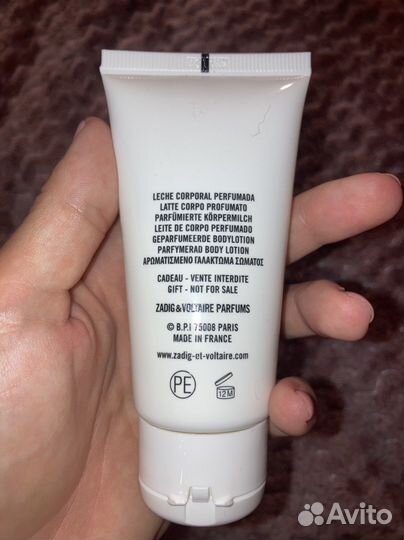 LECHE CORPORAL PERFUMADA
LATTE CORPO PROFUMATO
PARFÜMIERTE KÖRPERMILCH
LEITE DE CORPO PERFUMADO
GEPARFUMEERDE BODYLOTION
PARFYMERAD BODY LOTION
ΑΡΩΜΑΤΙΣΜΕΝΟ ΓΑΛΑΚΤΩΜΑ ΣΩΜΑΤΟΣ
CADEAU - VENTE INTERDITE
GIFT - NOT FOR SALE
ZADIG&VOLTAIRE PARFUMS
© B.P.I 75008 PARIS
MADE IN FRANCE
www.zadig-et-voltaire.com
PE
12M
Avito